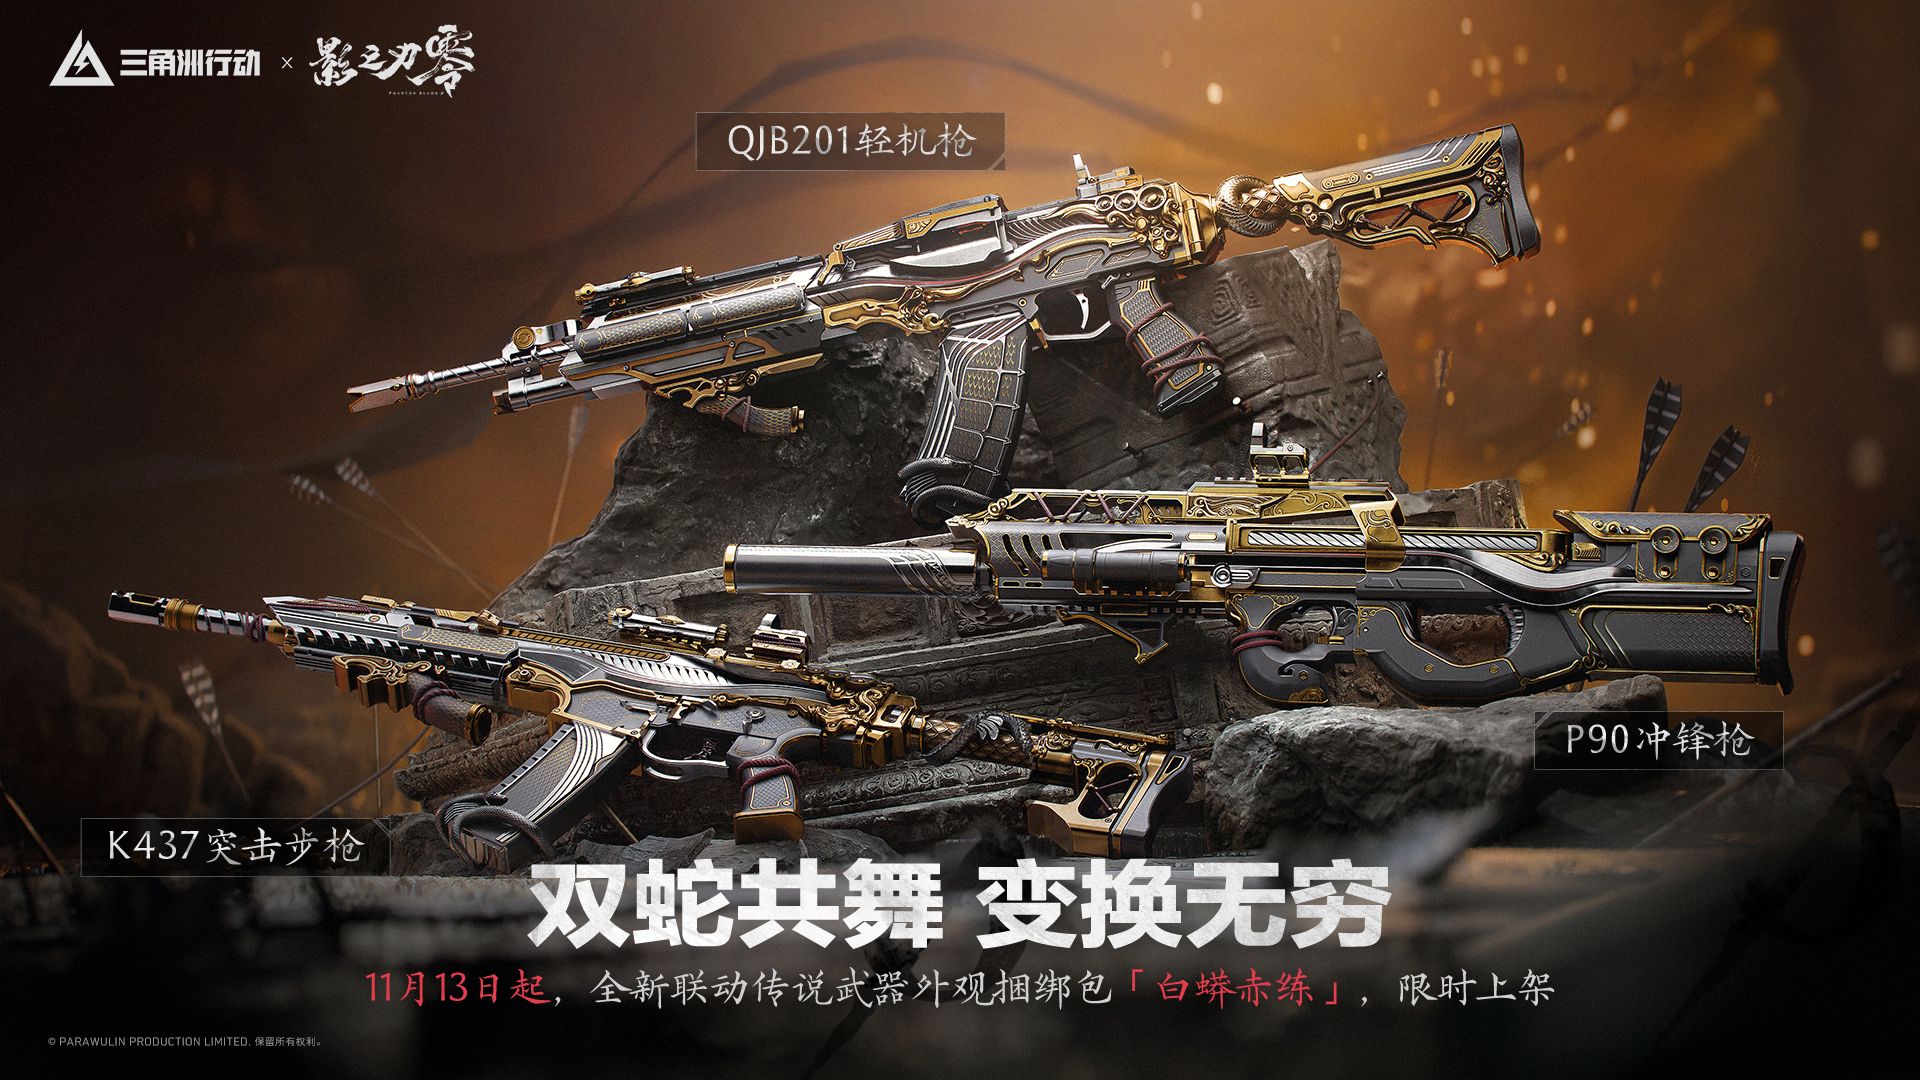 三角洲行动 × 影之刃零
PHANTOM BLADE 0
QJB201轻机枪
P90冲锋枪
K437突击步枪
双蛇共舞 变换无穷
11月13日起，全新联动传说武器外观捆绑包「白蟒赤练」，限时上架
© PARAWULIN PRODUCTION LIMITED. 保留所有权利。